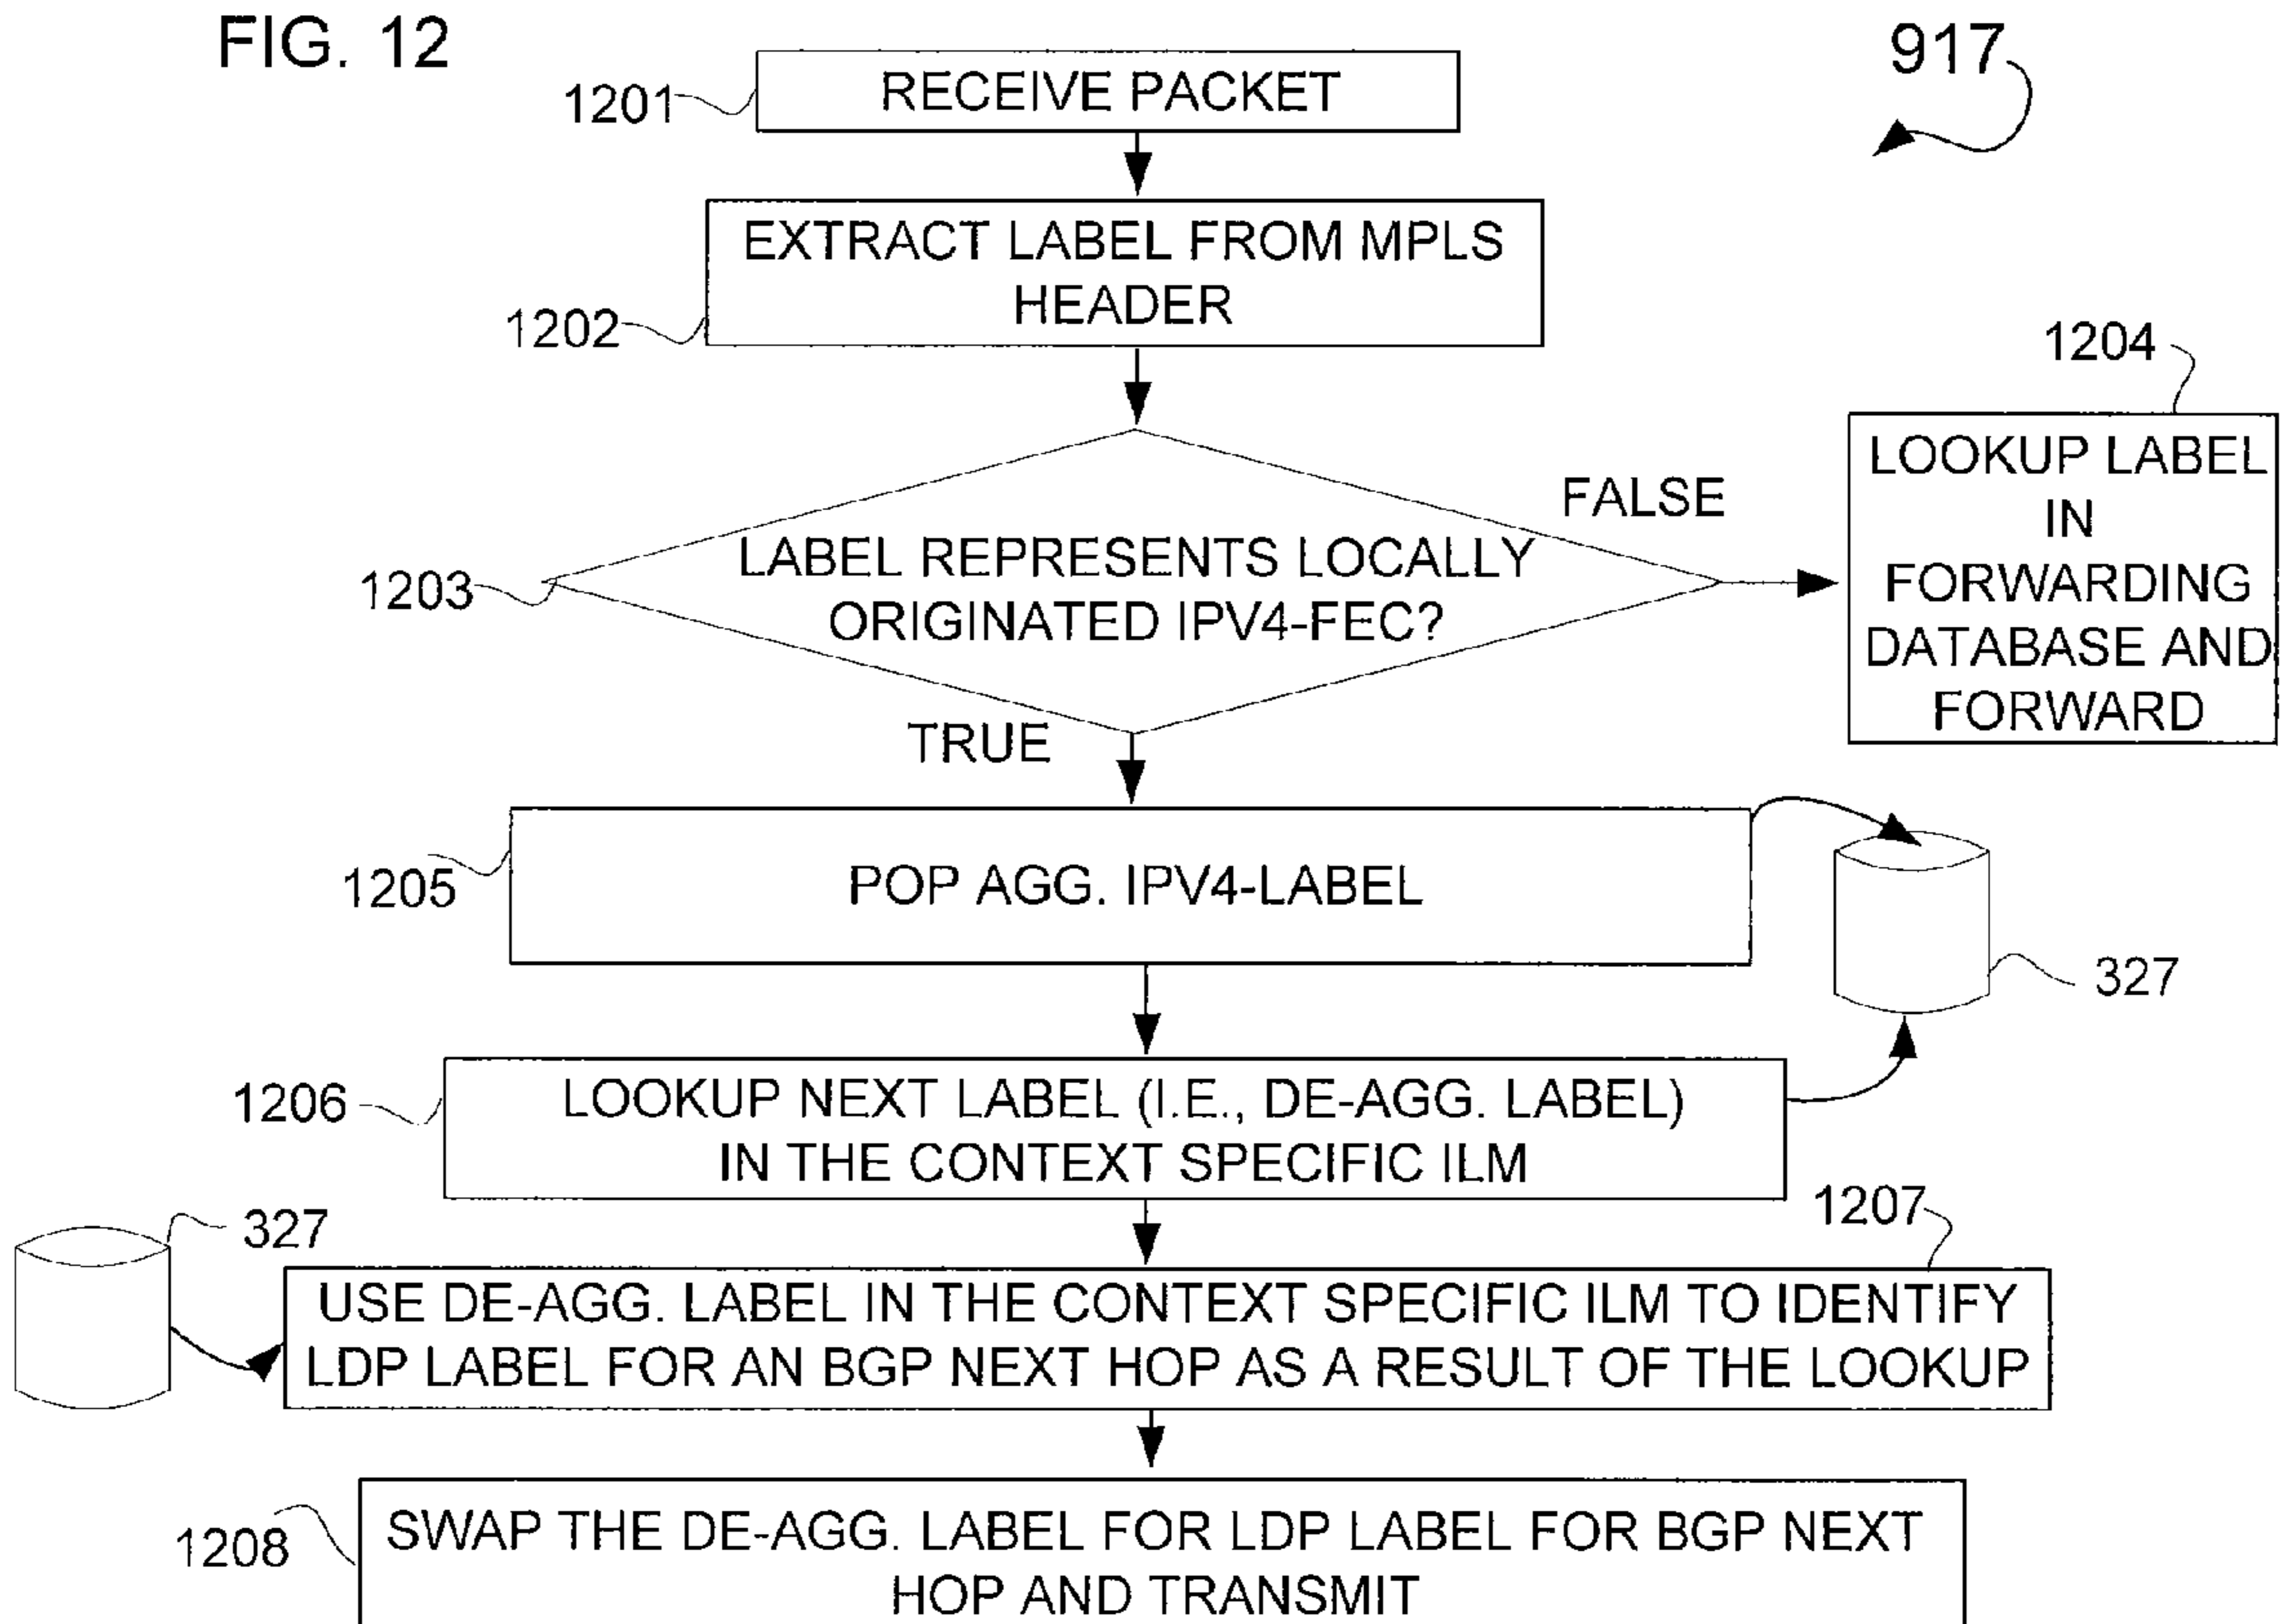 FIG. 12
917
1201
RECEIVE PACKET
1202
EXTRACT LABEL FROM MPLS
HEADER
1203
LABEL REPRESENTS LOCALLY
ORIGINATED IPV4-FEC?
FALSE
TRUE
1204
LOOKUP LABEL
IN
FORWARDING
DATABASE AND
FORWARD
1205
POP AGG. IPV4-LABEL
327
1206
LOOKUP NEXT LABEL (I.E., DE-AGG. LABEL)
IN THE CONTEXT SPECIFIC ILM
327
1207
USE DE-AGG. LABEL IN THE CONTEXT SPECIFIC ILM TO IDENTIFY
LDP LABEL FOR AN BGP NEXT HOP AS A RESULT OF THE LOOKUP
1208
SWAP THE DE-AGG. LABEL FOR LDP LABEL FOR BGP NEXT
HOP AND TRANSMIT